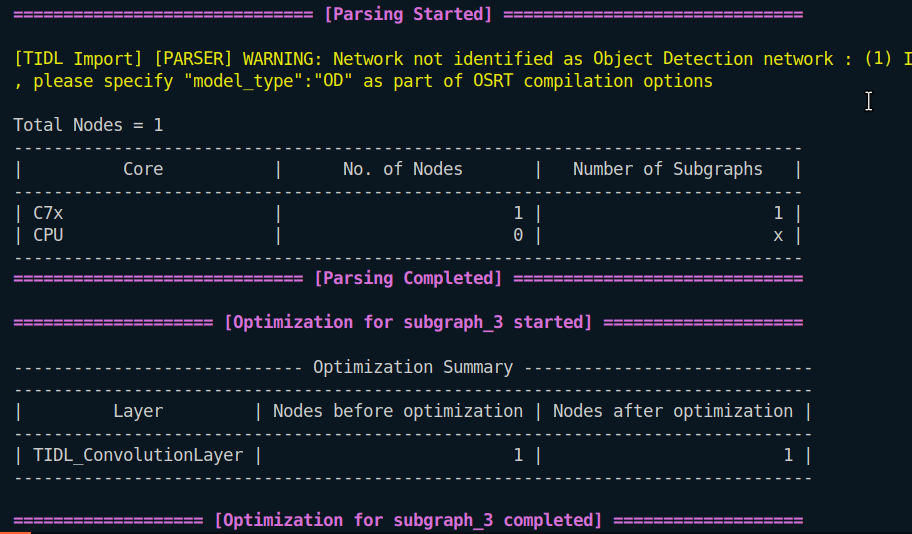 ============================== [Parsing Started] ==============================
[TIDL Import] [PARSER] WARNING: Network not identified as Object Detection network : (1) I
, please specify "model_type":"OD" as part of OSRT compilation options
Total Nodes = 1
-------------------------------------------------------------------------------
|          Core           |      No. of Nodes       |   Number of Subgraphs   |
-------------------------------------------------------------------------------
| C7x                     |                       1 |                       1 |
| CPU                     |                       0 |                       x |
-------------------------------------------------------------------------------
============================= [Parsing Completed] =============================
==================== [Optimization for subgraph_3 started] ====================
----------------------------- Optimization Summary -----------------------------
--------------------------------------------------------------------------------
|         Layer         | Nodes before optimization | Nodes after optimization |
--------------------------------------------------------------------------------
| TIDL_ConvolutionLayer |                         1 |                        1 |
--------------------------------------------------------------------------------
=================== [Optimization for subgraph_3 completed] ===================